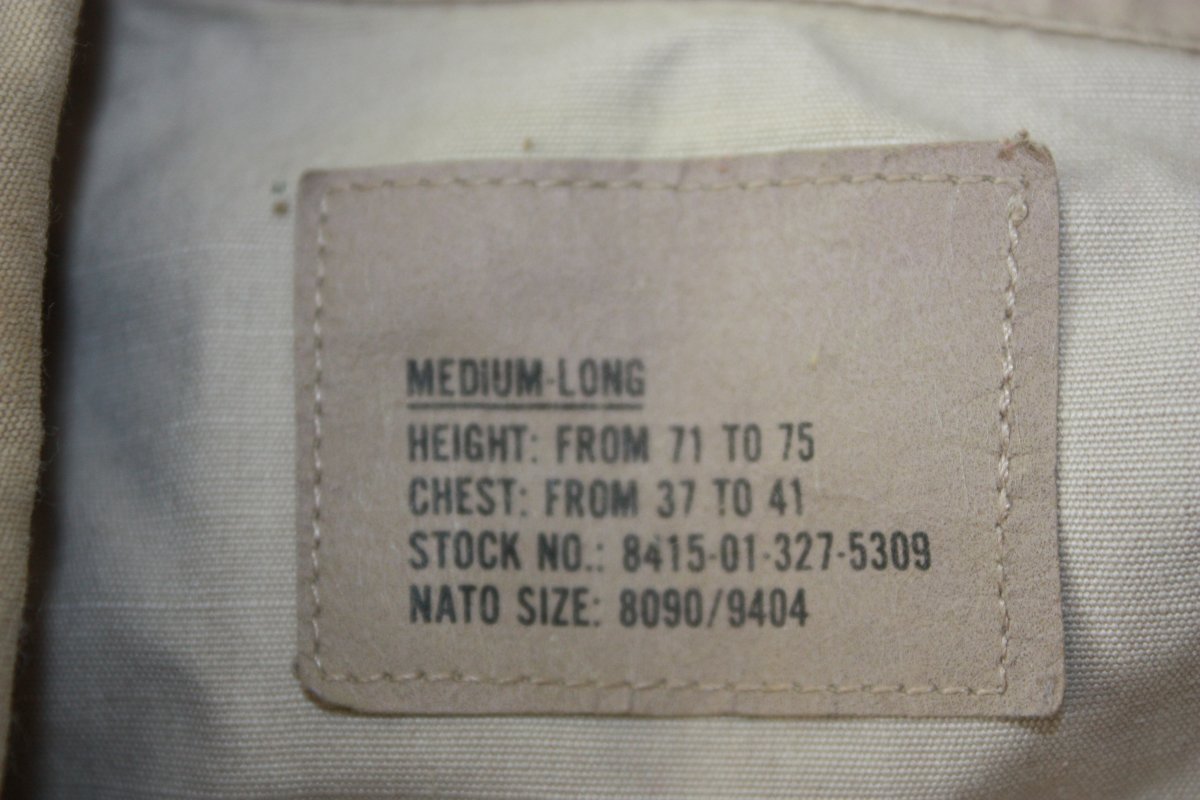 MEDIUM-LONG
HEIGHT: FROM 71 TO 75
CHEST: FROM 37 TO 41
STOCK NO.: 8415-01-327-5309
NATO SIZE: 8090/9404